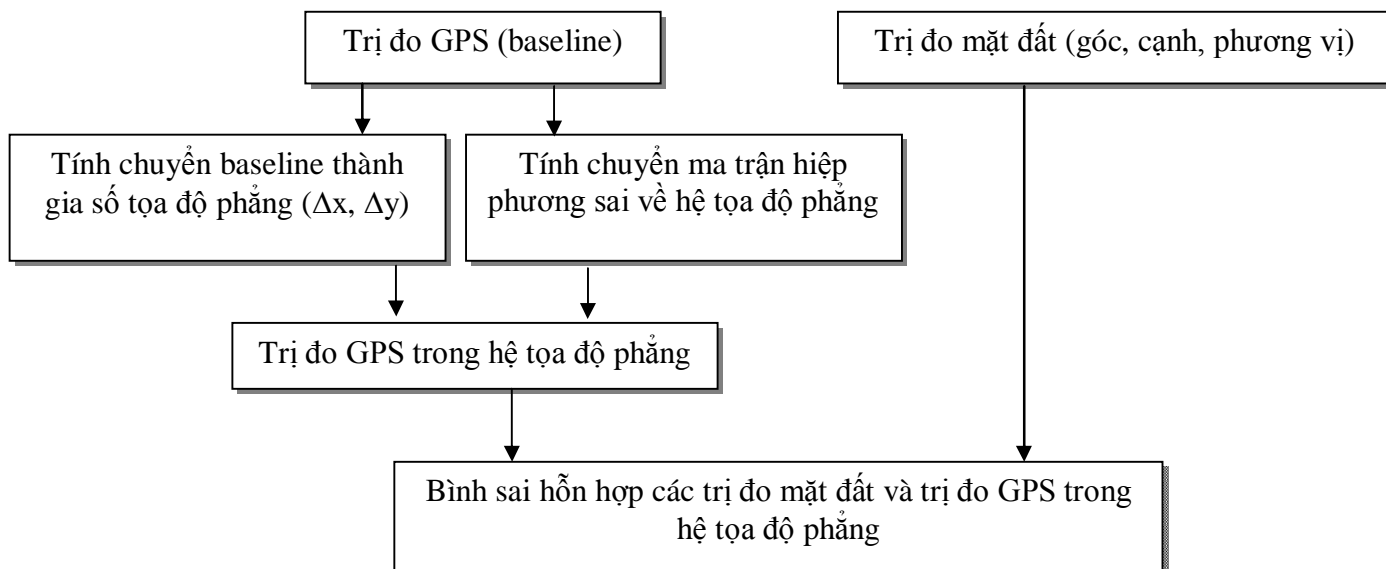 Trị đo GPS (baseline)
Trị đo mặt đất (góc, cạnh, phương vị)
Tính chuyển baseline thành
gia số tọa độ phẳng (Δx, Δy)
Tính chuyển ma trận hiệp
phương sai về hệ tọa độ phẳng
Trị đo GPS trong hệ tọa độ phẳng
Bình sai hỗn hợp các trị đo mặt đất và trị đo GPS trong
hệ tọa độ phẳng